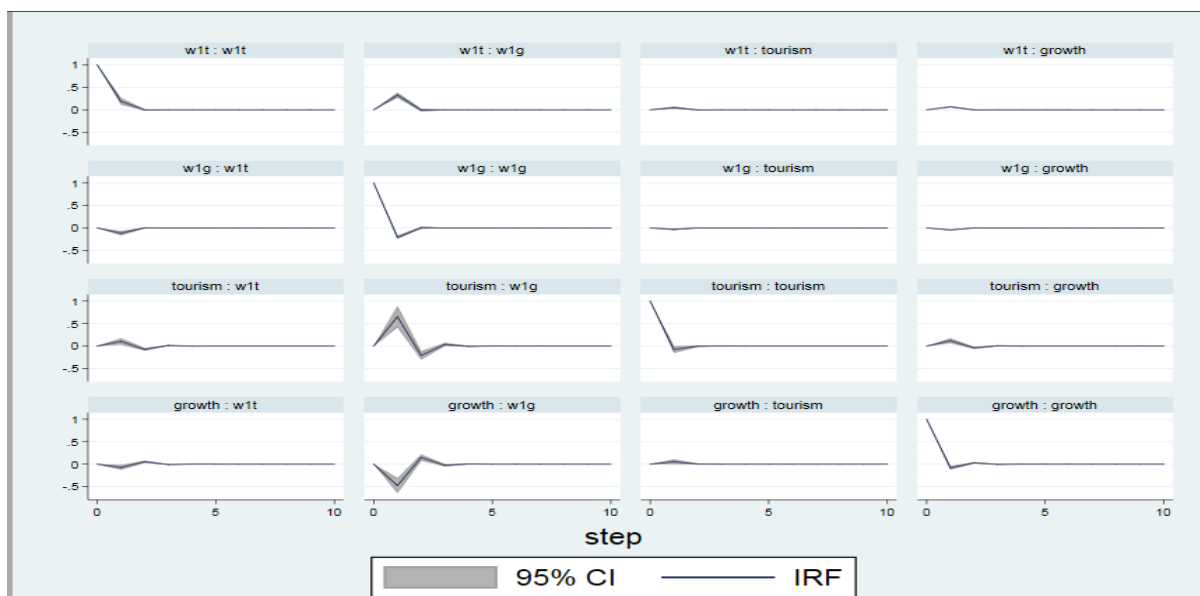 w1t : w1t w1t : w1g w1t : tourism w1t : growth
1
.5
0
-.5
w1g : w1t w1g : w1g w1g : tourism w1g : growth
1
.5
0
-.5
tourism : w1t tourism : w1g tourism : tourism tourism : growth
1
.5
0
-.5
growth : w1t growth : w1g growth : tourism growth : growth
1
.5
0
-.5
0 5 10 0 5 10 0 5 10 0 5 10
step
95% CI IRF